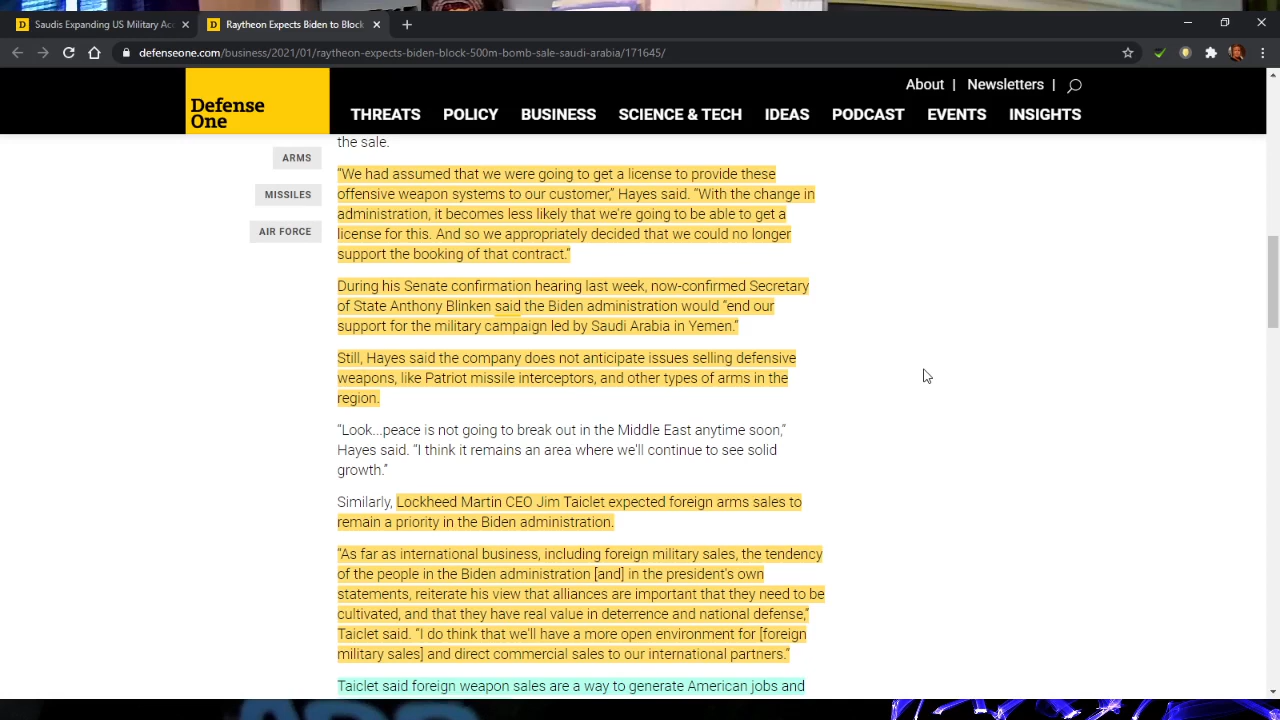 Saudis Expanding US Military Acc
Raytheon Expects Biden to Block
defenseone.com/business/2021/01/raytheon-expects-biden-block-500m-bomb-sale-saudi-arabia/171645/
About | Newsletters |
Defense
One
THREATS POLICY BUSINESS SCIENCE & TECH IDEAS PODCAST EVENTS INSIGHTS
ARMS
MISSILES
AIR FORCE
the sale.
“We had assumed that we were going to get a license to provide these
offensive weapon systems to our customer,” Hayes said. “With the change in
administration, it becomes less likely that we’re going to be able to get a
license for this. And so we appropriately decided that we could no longer
support the booking of that contract.”
During his Senate confirmation hearing last week, now-confirmed Secretary
of State Anthony Blinken said the Biden administration would “end our
support for the military campaign led by Saudi Arabia in Yemen.”
Still, Hayes said the company does not anticipate issues selling defensive
weapons, like Patriot missile interceptors, and other types of arms in the
region.
“Look...peace is not going to break out in the Middle East anytime soon,”
Hayes said. “I think it remains an area where we'll continue to see solid
growth.”
Similarly, Lockheed Martin CEO Jim Taiclet expected foreign arms sales to
remain a priority in the Biden administration.
“As far as international business, including foreign military sales, the tendency
of the people in the Biden administration [and] in the president’s own
statements, reiterate his view that alliances are important that they need to be
cultivated, and that they have real value in deterrence and national defense,”
Taiclet said. “I do think that we’ll have a more open environment for [foreign
military sales] and direct commercial sales to our international partners.”
Taiclet said foreign weapon sales are a way to generate American jobs and